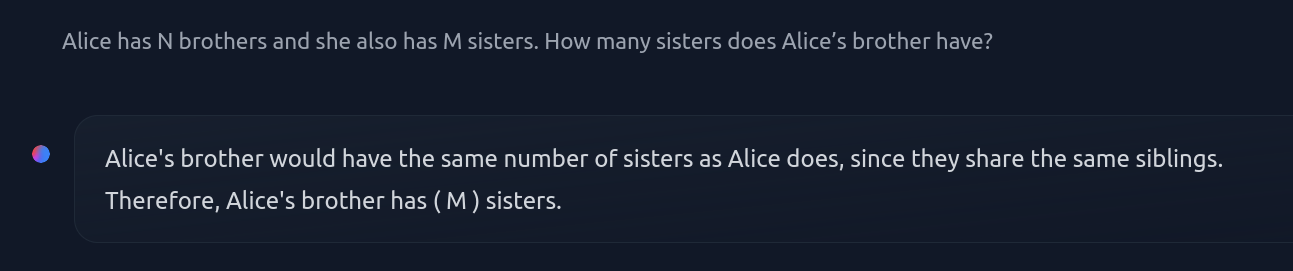 Alice has N brothers and she also has M sisters. How many sisters does Alice’s brother have?
Alice's brother would have the same number of sisters as Alice does, since they share the same siblings.
Therefore, Alice's brother has ( M ) sisters.